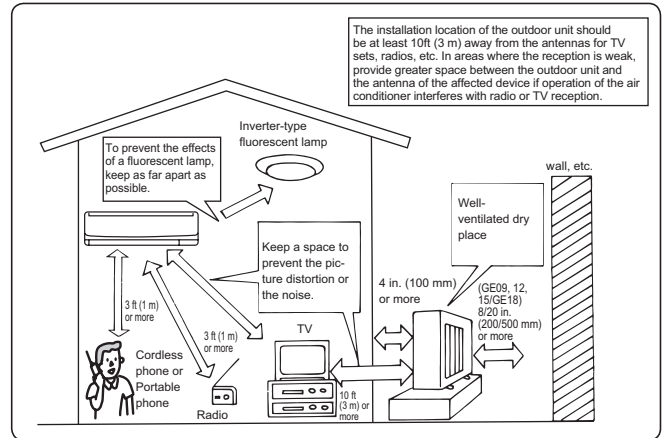 The installation location of the outdoor unit should
be at least 10ft (3 m) away from the antennas for TV
sets, radios, etc. In areas where the reception is weak,
provide greater space between the outdoor unit and
the antenna of the affected device if operation of the air
conditioner interferes with radio or TV reception.
Inverter-type
fluorescent lamp
To prevent the effects
of a fluorescent lamp,
keep as far apart as
possible.
wall, etc.
Well-
ventilated dry
place
Keep a space to
prevent the pic-
ture distortion or
the noise.
4 in. (100 mm)
or more
(GE09, 12,
15/GE18)
8/20 in.
(200/500 mm)
or more
3 ft (1 m)
or more
3 ft (1 m)
or more
TV
Cordless
phone or
Portable
phone
Radio
10 ft
(3 m) or
more